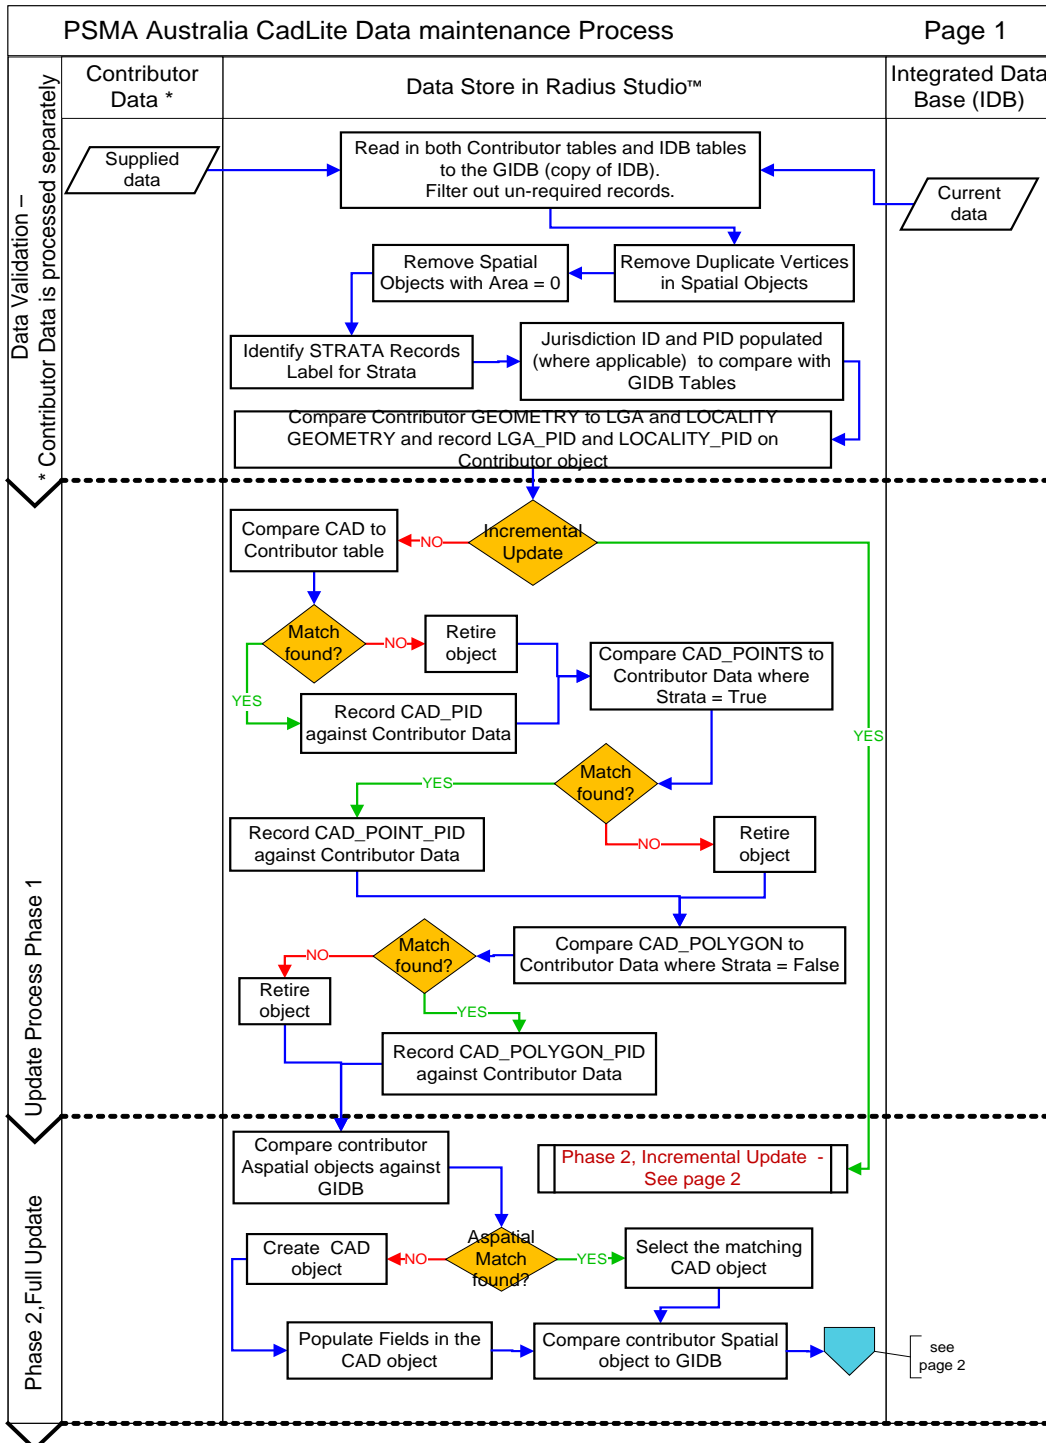 PSMA Australia CadLite Data maintenance Process
Page 1
Contributor
Data *
Data Store in Radius Studio™
Integrated Data
Base (IDB)
Data Validation –
* Contributor Data is processed separately
Supplied
data
Read in both Contributor tables and IDB tables
to the GIDB (copy of IDB).
Filter out un-required records.
Current
data
Remove Spatial
Objects with Area = 0
Remove Duplicate Vertices
in Spatial Objects
Identify STRATA Records
Label for Strata
Jurisdiction ID and PID populated
(where applicable) to compare with
GIDB Tables
Compare Contributor GEOMETRY to LGA and LOCALITY
GEOMETRY and record LGA_PID and LOCALITY_PID on
Contributor object
Update Process Phase 1
Compare CAD to
Contributor table
NO
Incremental
Update
Match
found?
NO
Retire
object
Compare CAD_POINTS to
Contributor Data where
Strata = True
YES
Record CAD_PID
against Contributor Data
YES
YES
Match
found?
Record CAD_POINT_PID
against Contributor Data
NO
Retire
object
NO
Match
found?
Compare CAD_POLYGON to
Contributor Data where Strata = False
Retire
object
YES
Record CAD_POLYGON_PID
against Contributor Data
Phase 2,Full Update
Compare contributor
Aspatial objects against
GIDB
Phase 2, Incremental Update -
See page 2
Create CAD
object
NO
Aspatial
Match
found?
YES
Select the matching
CAD object
Populate Fields in the
CAD object
Compare contributor Spatial
object to GIDB
see
page 2